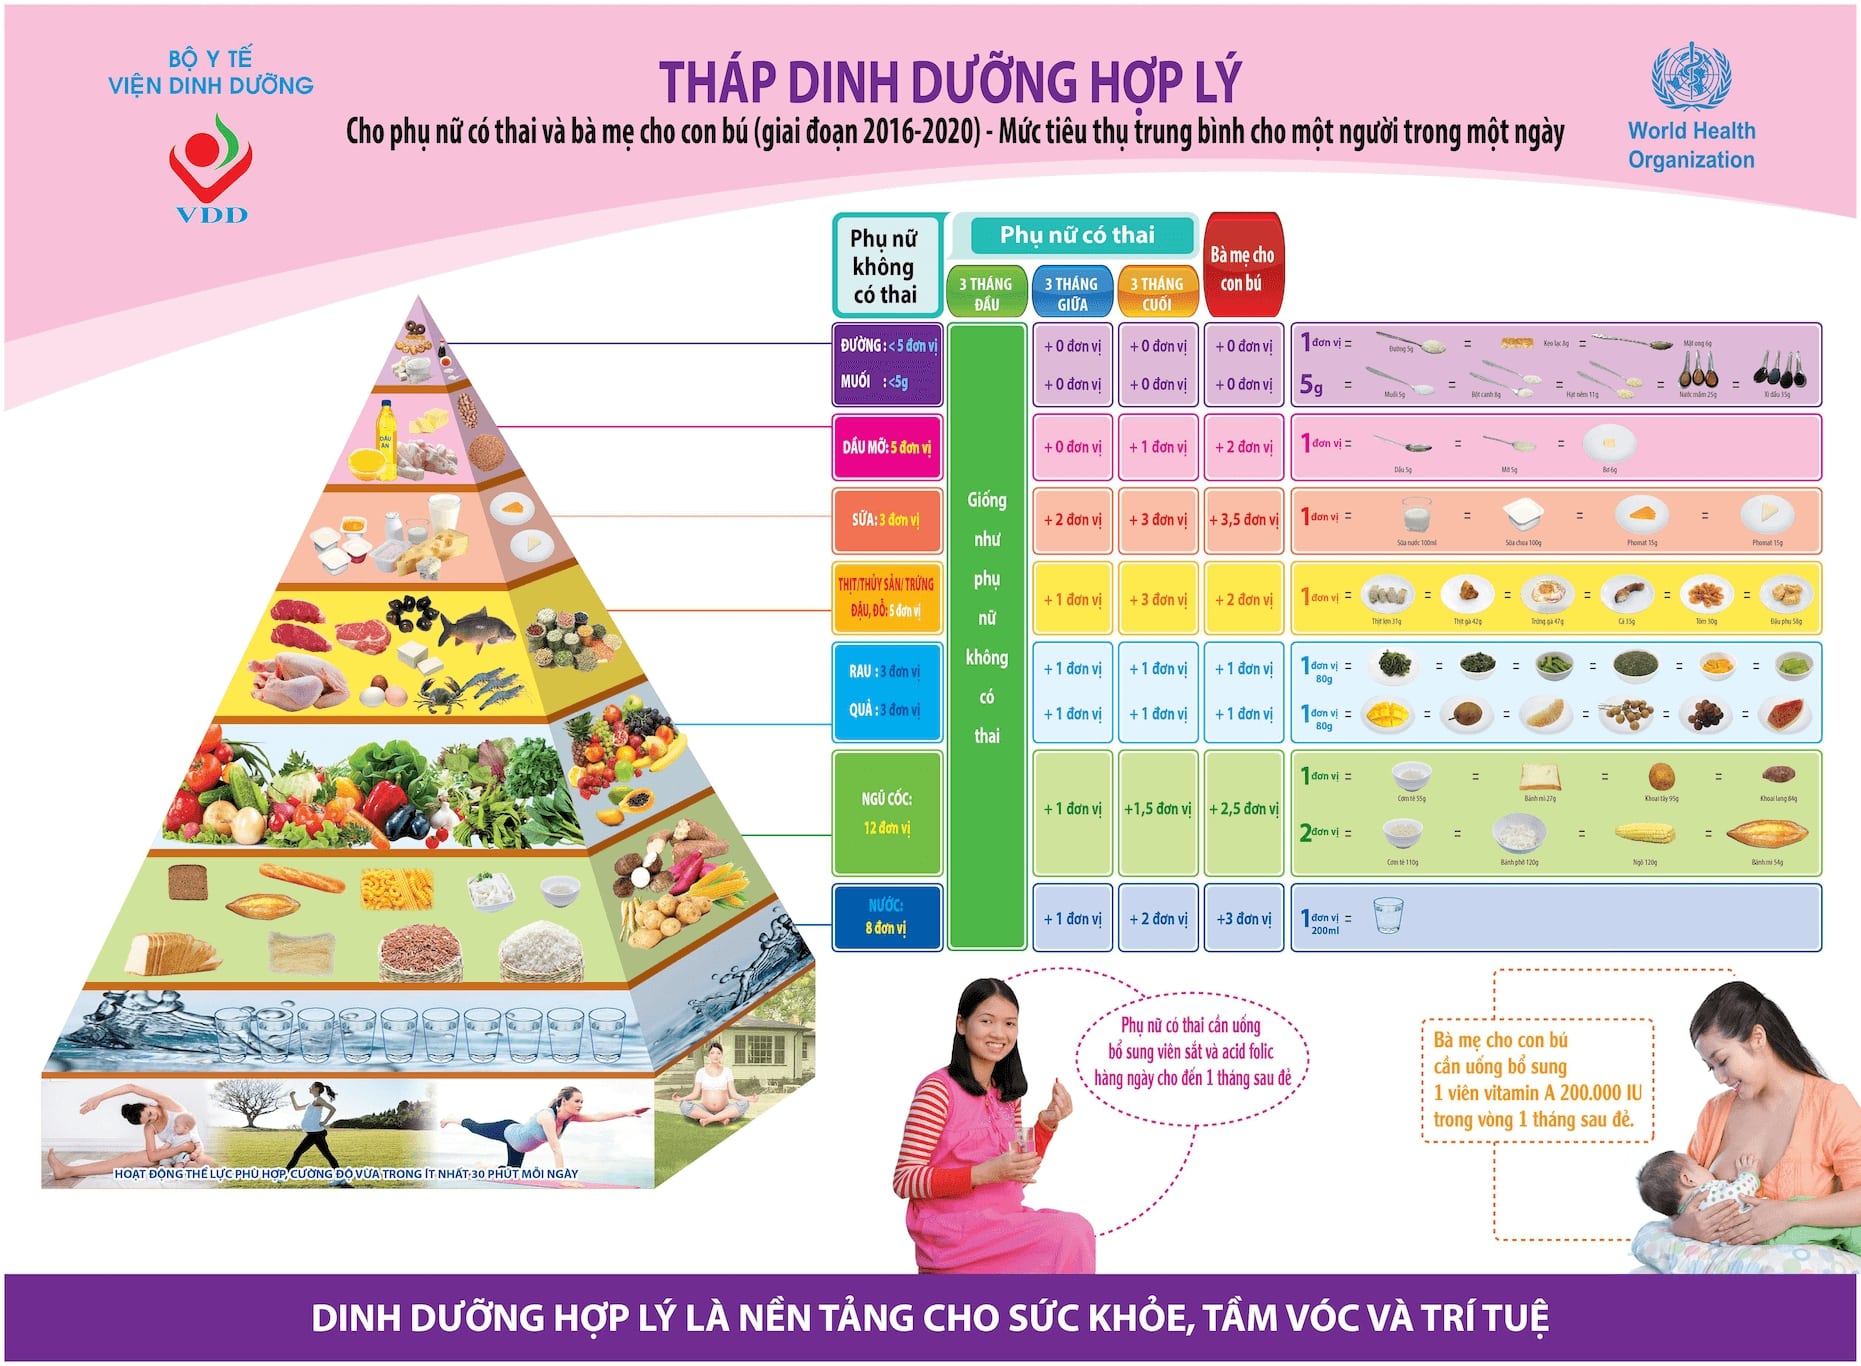 BỘ Y TẾ
VIỆN DINH DƯỠNG
VDD
THÁP DINH DƯỠNG HỢP LÝ
Cho phụ nữ có thai và bà mẹ cho con bú (giai đoạn 2016-2020) - Mức tiêu thụ trung bình cho một người trong một ngày
World Health
Organization
Phụ nữ
không
có thai
Phụ nữ có thai
3 THÁNG
ĐẦU
3 THÁNG
GIỮA
3 THÁNG
CUỐI
Bà mẹ cho
con bú
Giống
như
phụ
nữ
không
có
thai
ĐƯỜNG : < 5 đơn vị
MUỐI : <5g
+ 0 đơn vị + 0 đơn vị + 0 đơn vị
+ 0 đơn vị + 0 đơn vị + 0 đơn vị
1 đơn vị = Đường 5g = Kẹo lạc 8g = Mật ong 6g
5g = Muối 5g = Bột canh 8g = Hạt nêm 11g = Nước mắm 25g = Xì dầu 35g
DẦU ĂN
DẦU MỠ: 5 đơn vị
+ 0 đơn vị + 1 đơn vị + 2 đơn vị
1 đơn vị = Dầu 5g = Mỡ 5g = Bơ 6g
SỮA: 3 đơn vị
+ 2 đơn vị + 3 đơn vị + 3,5 đơn vị
1 đơn vị = Sữa nước 100ml = Sữa chua 100g = Phomat 15g = Phomat 15g
THỊT/THỦY SẢN/ TRỨNG
ĐẬU, ĐỖ: 5 đơn vị
+ 1 đơn vị + 3 đơn vị + 2 đơn vị
1 đơn vị = Thịt lợn 31g = Thịt gà 42g = Trứng gà 47g = Cá 35g = Tôm 30g = Đậu phụ 58g
RAU : 3 đơn vị
QUẢ : 3 đơn vị
+ 1 đơn vị + 1 đơn vị + 1 đơn vị
+ 1 đơn vị + 1 đơn vị + 1 đơn vị
1 đơn vị = = = = = =
80g
1 đơn vị = = = = = =
80g
NGŨ CỐC:
12 đơn vị
+ 1 đơn vị +1,5 đơn vị + 2,5 đơn vị
1 đơn vị = Cơm tẻ 55g = Bánh mì 27g = Khoai tây 95g = Khoai lang 84g
2 đơn vị = Cơm tẻ 110g = Bánh phở 120g = Ngô 120g = Bánh mì 54g
NƯỚC:
8 đơn vị
+ 1 đơn vị + 2 đơn vị +3 đơn vị
1 đơn vị =
200ml
HOẠT ĐỘNG THỂ LỰC PHÙ HỢP, CƯỜNG ĐỘ VỪA TRONG ÍT NHẤT 30 PHÚT MỖI NGÀY
Phụ nữ có thai cần uống
bổ sung viên sắt và acid folic
hàng ngày cho đến 1 tháng sau đẻ
Bà mẹ cho con bú
cần uống bổ sung
1 viên vitamin A 200.000 IU
trong vòng 1 tháng sau đẻ.
DINH DƯỠNG HỢP LÝ LÀ NỀN TẢNG CHO SỨC KHỎE, TẦM VÓC VÀ TRÍ TUỆ